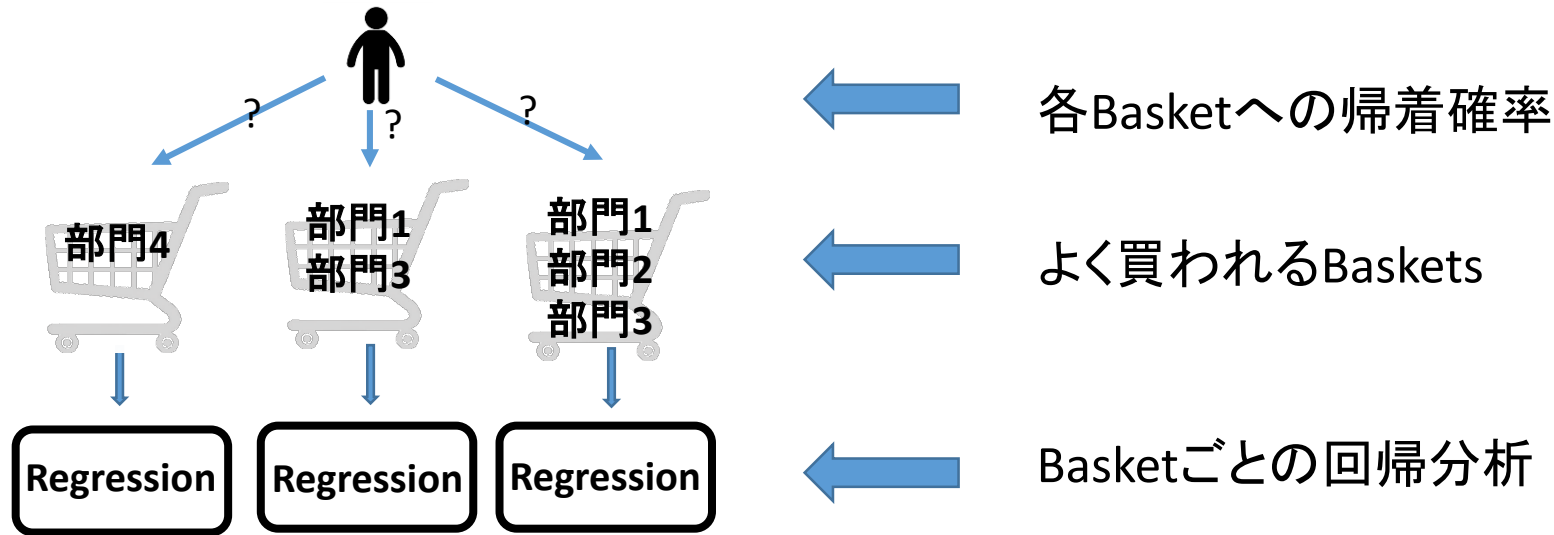 ?
?
?
各Basketへの帰着確率
部門4
部門1
部門3
部門1
部門2
部門3
よく買われるBaskets
Regression
Regression
Regression
Basketごとの回帰分析